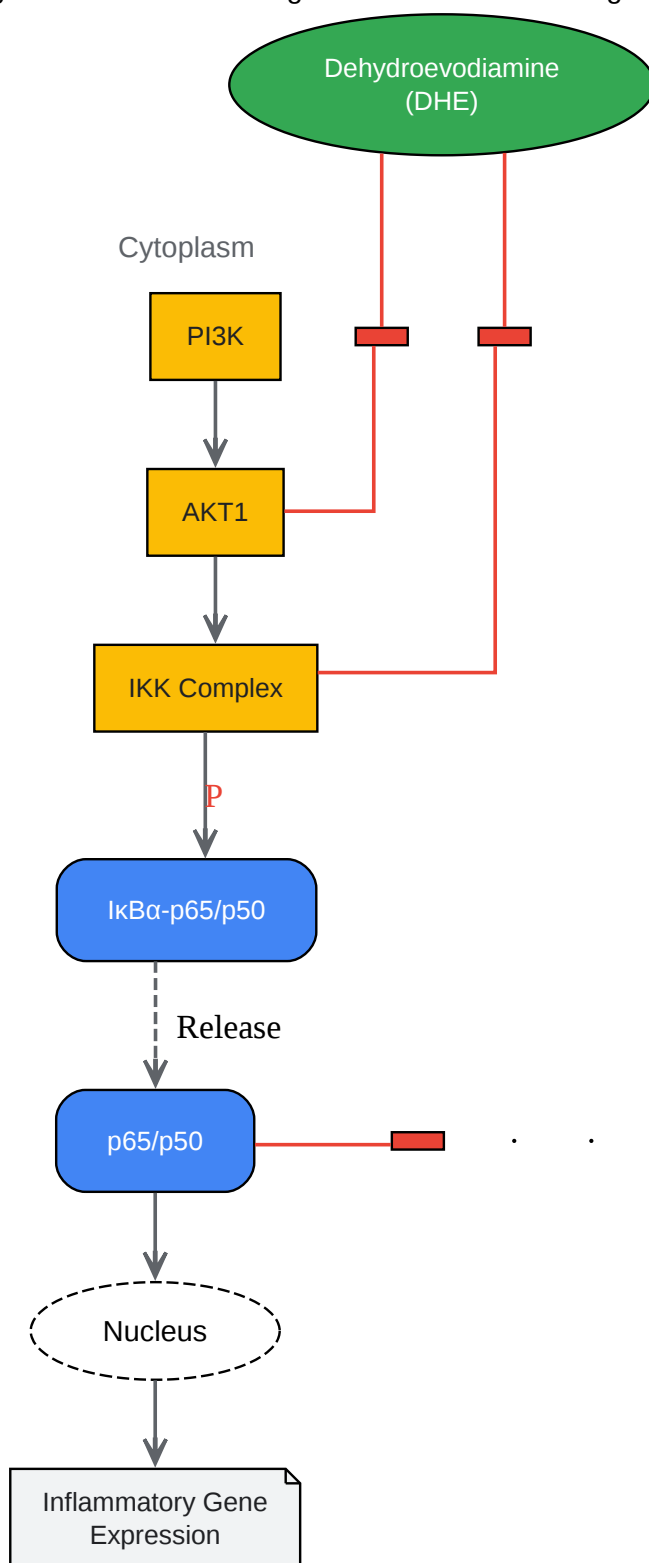 Dehydroevodiamine
(DHE)
Cytoplasm
PI3K
AKT1
IKK Complex
P
IκBα-p65/p50
Release
p65/p50
Nucleus
Inflammatory Gene
Expression